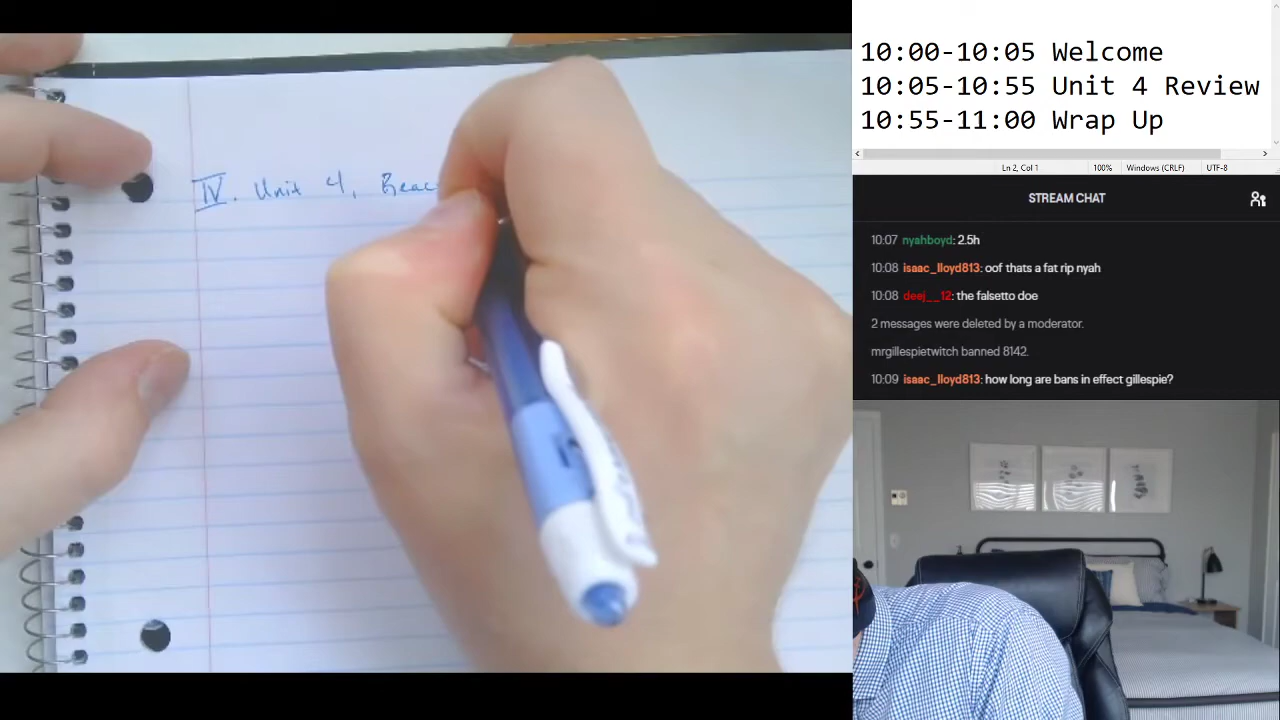 10:00-10:05 Welcome
10:05-10:55 Unit 4 Review
10:55-11:00 Wrap Up
Ln 2, Col 1 100% Windows (CRLF) UTF-8
STREAM CHAT
10:07 nyahboyd: 2.5h
10:08 isaac_lloyd813: oof thats a fat rip nyah
10:08 deej__12: the falsetto doe
2 messages were deleted by a moderator.
mrgillespietwitch banned 8142.
10:09 isaac_lloyd813: how long are bans in effect gillespie?
IV. Unit 4, Reac